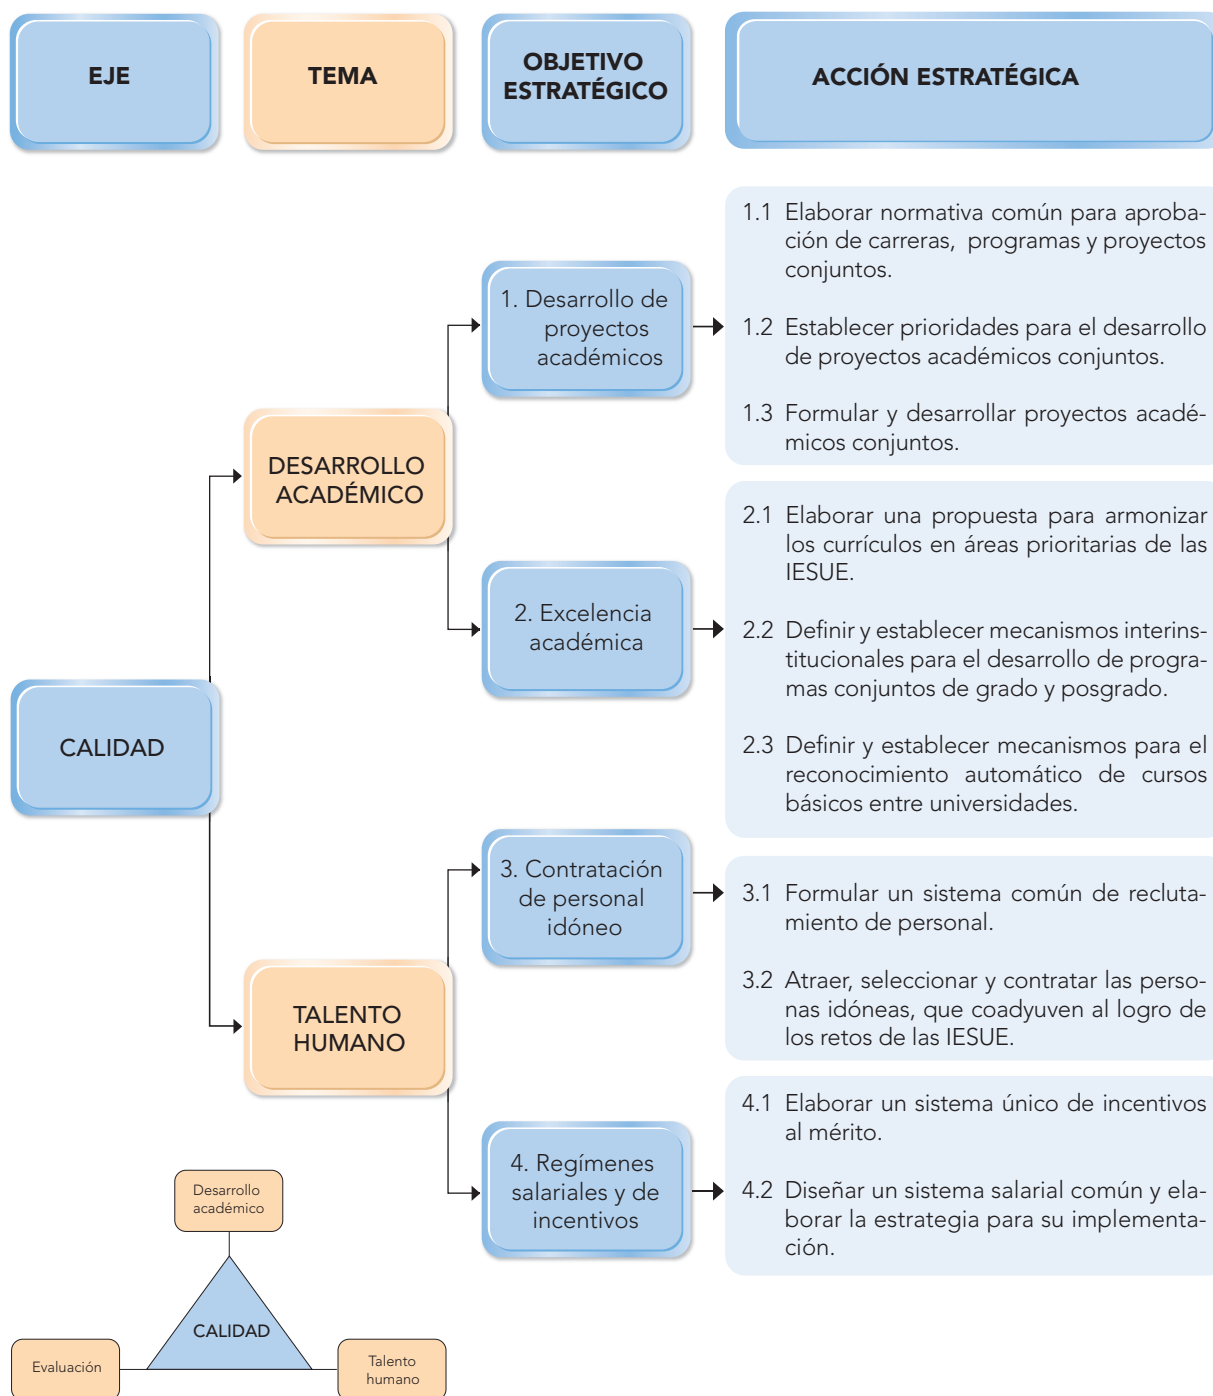 EJE
TEMA
OBJETIVO
ESTRATÉGICO
ACCIÓN ESTRATÉGICA
CALIDAD
DESARROLLO
ACADÉMICO
1. Desarrollo de
proyectos
académicos
1.1 Elaborar normativa común para aproba-
ción de carreras, programas y proyectos
conjuntos.
1.2 Establecer prioridades para el desarrollo
de proyectos académicos conjuntos.
1.3 Formular y desarrollar proyectos acadé-
micos conjuntos.
2. Excelencia
académica
2.1 Elaborar una propuesta para armonizar
los currículos en áreas prioritarias de las
IESUE.
2.2 Definir y establecer mecanismos interins-
titucionales para el desarrollo de progra-
mas conjuntos de grado y posgrado.
2.3 Definir y establecer mecanismos para el
reconocimiento automático de cursos
básicos entre universidades.
TALENTO
HUMANO
3. Contratación
de personal
idóneo
3.1 Formular un sistema común de recluta-
miento de personal.
3.2 Atraer, seleccionar y contratar las perso-
nas idóneas, que coadyuven al logro de
los retos de las IESUE.
4. Regímenes
salariales y de
incentivos
4.1 Elaborar un sistema único de incentivos
al mérito.
4.2 Diseñar un sistema salarial común y ela-
borar la estrategia para su implementa-
ción.
Desarrollo
académico
CALIDAD
Evaluación
Talento
humano